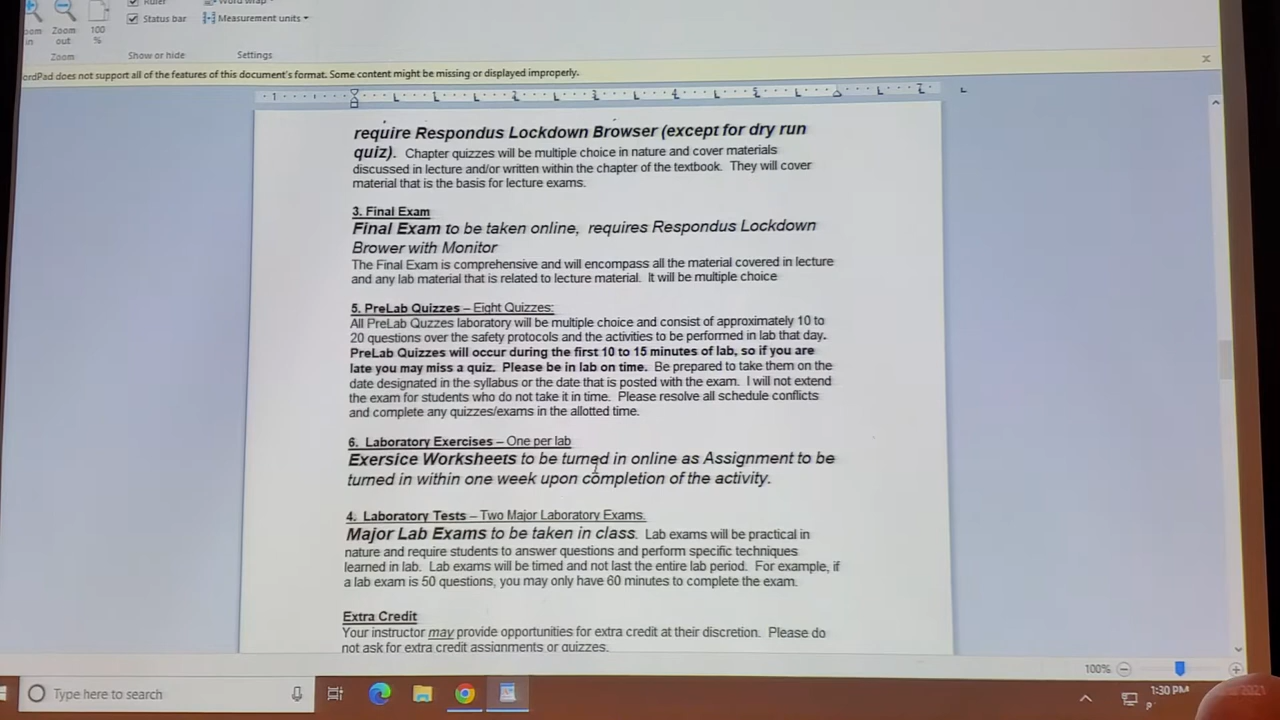 Zoom in
Zoom out
100 %
Zoom
Ruler
Status bar
Show or hide
Word wrap
Measurement units
Settings
ordPad does not support all of the features of this document's format. Some content might be missing or displayed improperly.
require Respondus Lockdown Browser (except for dry run
quiz). Chapter quizzes will be multiple choice in nature and cover materials
discussed in lecture and/or written within the chapter of the textbook. They will cover
material that is the basis for lecture exams.
3. Final Exam
Final Exam to be taken online, requires Respondus Lockdown
Brower with Monitor
The Final Exam is comprehensive and will encompass all the material covered in lecture
and any lab material that is related to lecture material. It will be multiple choice
5. PreLab Quizzes – Eight Quizzes:
All PreLab Quzzes laboratory will be multiple choice and consist of approximately 10 to
20 questions over the safety protocols and the activities to be performed in lab that day.
PreLab Quizzes will occur during the first 10 to 15 minutes of lab, so if you are
late you may miss a quiz. Please be in lab on time. Be prepared to take them on the
date designated in the syllabus or the date that is posted with the exam. I will not extend
the exam for students who do not take it in time. Please resolve all schedule conflicts
and complete any quizzes/exams in the allotted time.
6. Laboratory Exercises – One per lab
Exersice Worksheets to be turned in online as Assignment to be
turned in within one week upon completion of the activity.
4. Laboratory Tests – Two Major Laboratory Exams.
Major Lab Exams to be taken in class. Lab exams will be practical in
nature and require students to answer questions and perform specific techniques
learned in lab. Lab exams will be timed and not last the entire lab period. For example, if
a lab exam is 50 questions, you may only have 60 minutes to complete the exam.
Extra Credit
Your instructor may provide opportunities for extra credit at their discretion. Please do
not ask for extra credit assignments or quizzes.
100%
Type here to search
1:30 PM